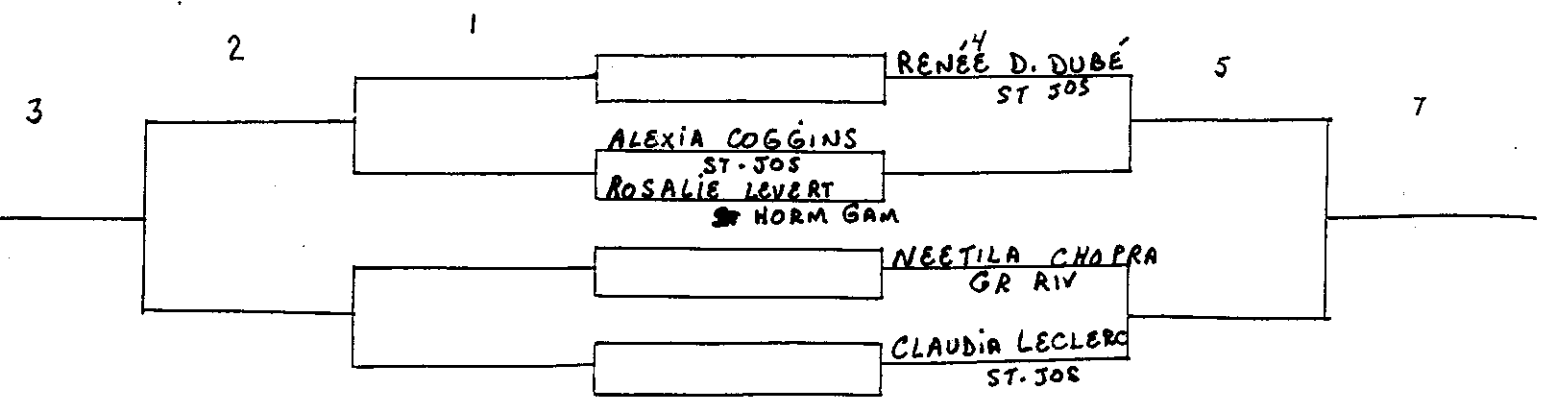 3
2
1
ALEXIA COGGINS
ST. JOS
ROSALIE LEVERT
HORM GAM
4
RENÉE D. DUBÉ
ST JOS
NEETILA CHOPRA
GR RIV
CLAUDIA LECLERC
ST. JOS
5
7